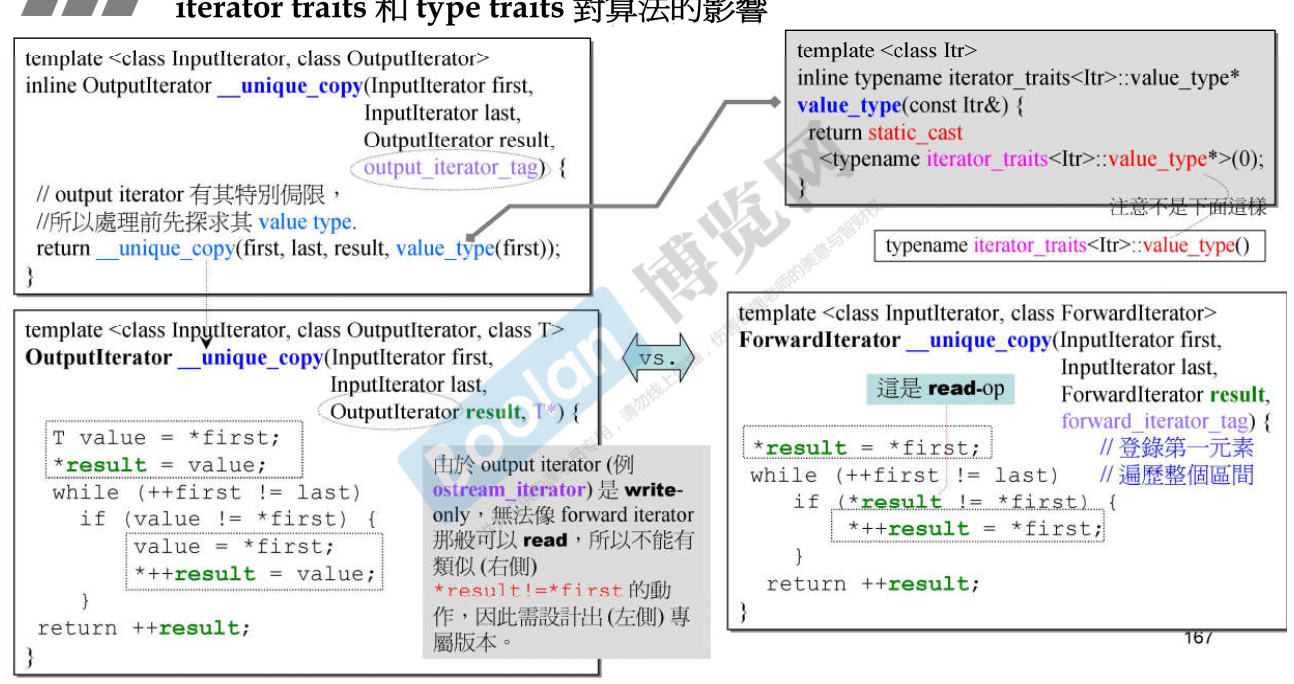 iterator traits 和 type traits 對算法的影響
template <class InputIterator, class OutputIterator>
inline OutputIterator __unique_copy(InputIterator first,
InputIterator last,
OutputIterator result,
output_iterator_tag) {
// output iterator 有其特別侷限，
//所以處理前先探求其 value type.
return __unique_copy(first, last, result, value_type(first));
}
template <class Itr>
inline typename iterator_traits<Itr>::value_type*
value_type(const Itr&) {
return static_cast
<typename iterator_traits<Itr>::value_type*>(0);
}
注意不是下面這樣
typename iterator_traits<Itr>::value_type()
template <class InputIterator, class OutputIterator, class T>
OutputIterator __unique_copy(InputIterator first,
InputIterator last,
OutputIterator result, T*) {
T value = *first;
*result = value;
while (++first != last)
if (value != *first) {
value = *first;
*++result = value;
}
return ++result;
}
vs.
由於 output iterator (例
ostream_iterator) 是 write-
only，無法像 forward iterator
那般可以 read，所以不能有
類似 (右側)
*result!=*first 的動
作，因此需設計出 (左側) 專
屬版本。
template <class InputIterator, class ForwardIterator>
ForwardIterator __unique_copy(InputIterator first,
InputIterator last,
ForwardIterator result,
forward_iterator_tag) {
這是 read-op
*result = *first; // 登錄第一元素
while (++first != last) // 遍歷整個區間
if (*result != *first) {
*++result = *first;
}
return ++result;
}
167
Boolan 博览网